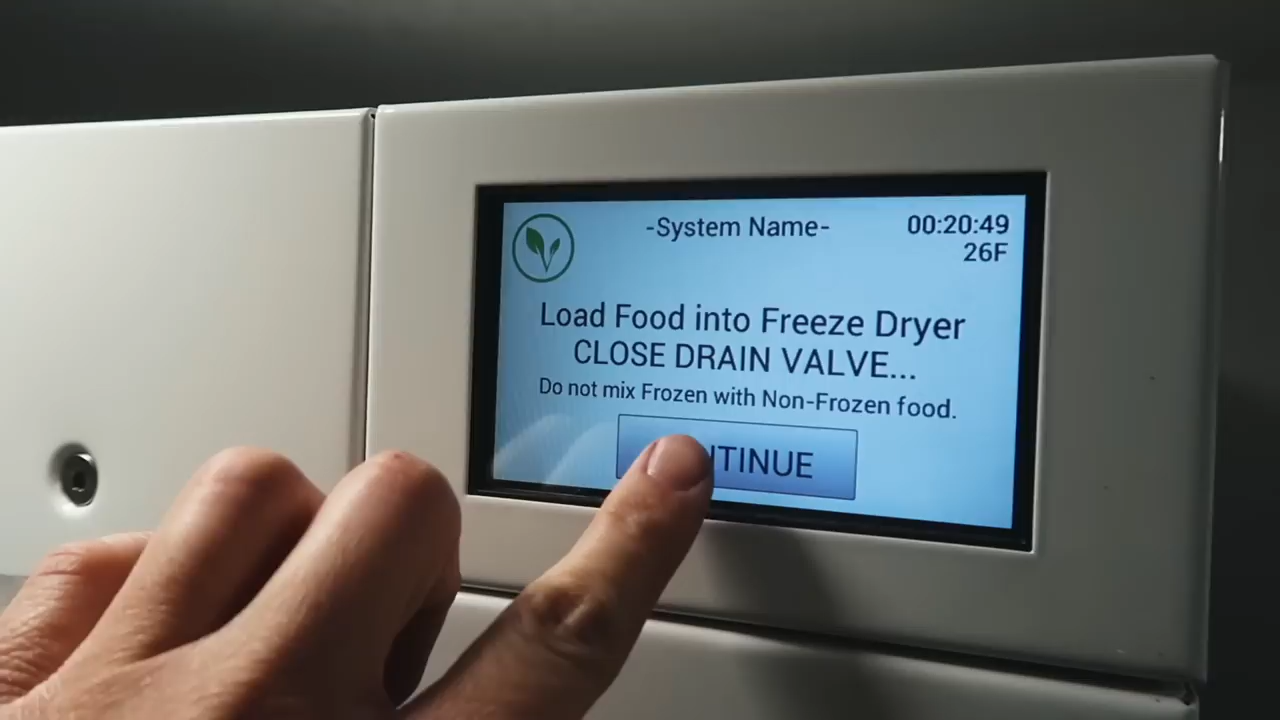 -System Name-
00:20:49
26F
Load Food into Freeze Dryer
CLOSE DRAIN VALVE...
Do not mix Frozen with Non-Frozen food.